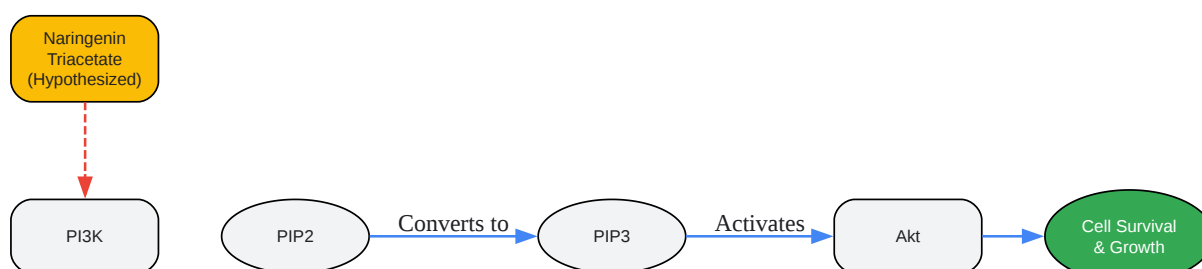 Naringenin
Triacetate
(Hypothesized)
PI3K
PIP2
Converts to
PIP3
Activates
Akt
Cell Survival
& Growth